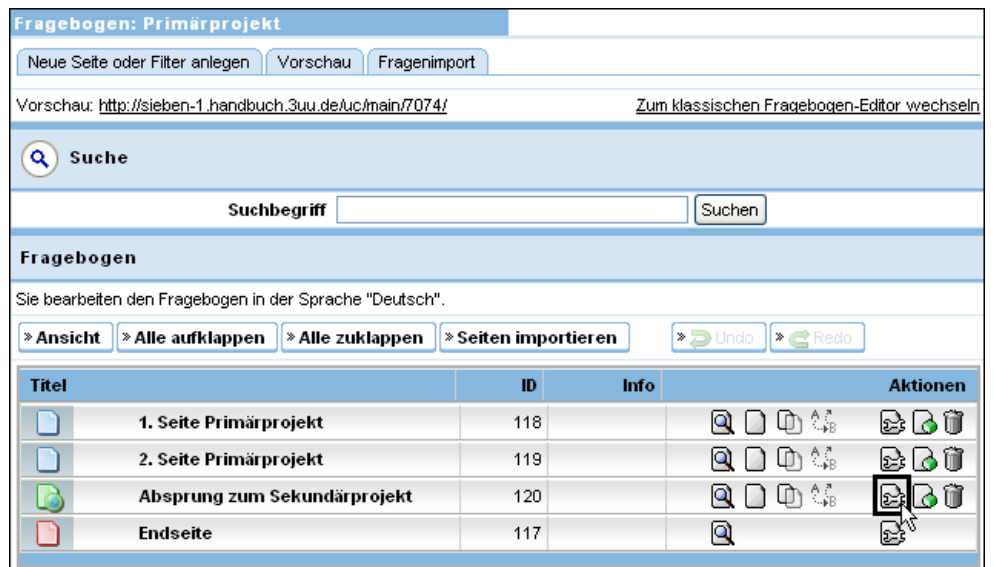 Fragebogen: Primärprojekt
Neue Seite oder Filter anlegen Vorschau Fragenimport
Vorschau: http://sieben-1.handbuch.3uu.de/uc/main/7074/ Zum klassischen Fragebogen-Editor wechseln
Suche
Suchbegriff Suchen
Fragebogen
Sie bearbeiten den Fragebogen in der Sprache "Deutsch".
» Ansicht » Alle aufklappen » Alle zuklappen » Seiten importieren » Undo » Redo
Titel ID Info Aktionen
1. Seite Primärprojekt 118
2. Seite Primärprojekt 119
Absprung zum Sekundärprojekt 120
Endseite 117